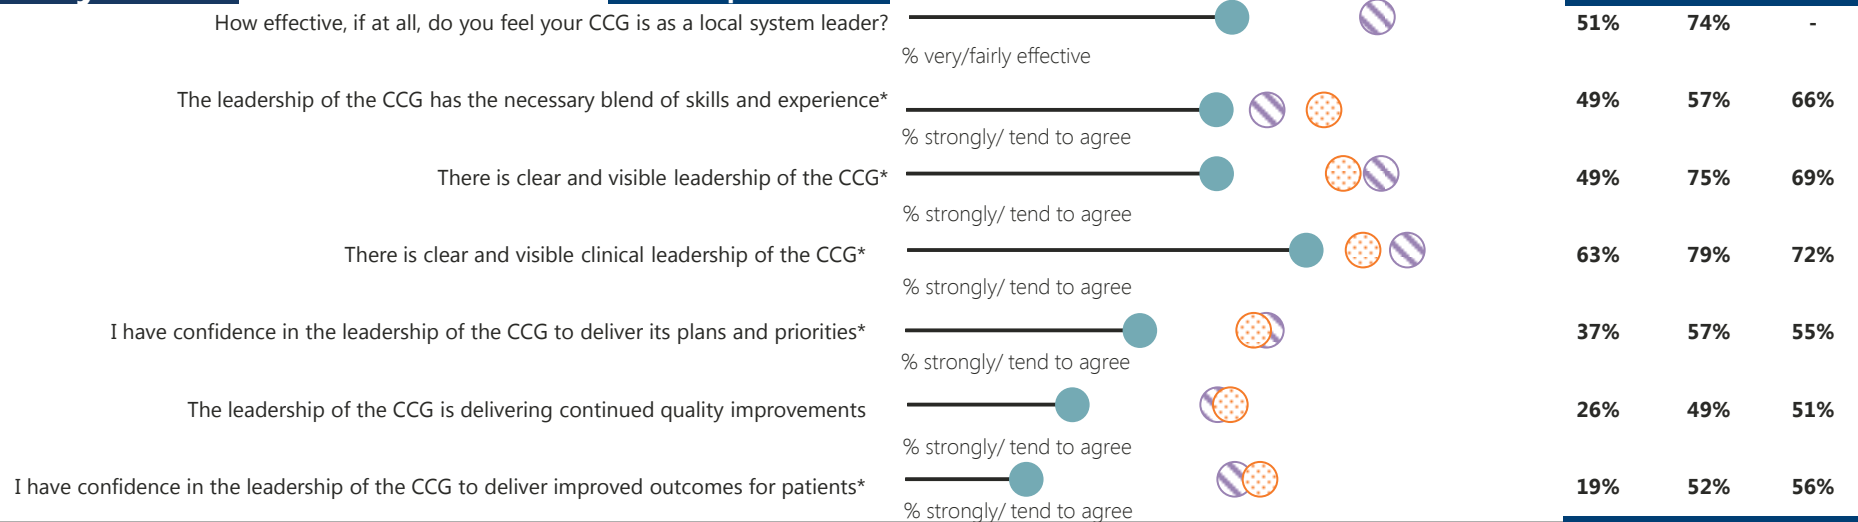 How effective, if at all, do you feel your CCG is as a local system leader? 51% 74% -
% very/fairly effective
The leadership of the CCG has the necessary blend of skills and experience* 49% 57% 66%
% strongly/ tend to agree
There is clear and visible leadership of the CCG* 49% 75% 69%
% strongly/ tend to agree
There is clear and visible clinical leadership of the CCG* 63% 79% 72%
% strongly/ tend to agree
I have confidence in the leadership of the CCG to deliver its plans and priorities* 37% 57% 55%
% strongly/ tend to agree
The leadership of the CCG is delivering continued quality improvements 26% 49% 51%
% strongly/ tend to agree
I have confidence in the leadership of the CCG to deliver improved outcomes for patients* 19% 52% 56%
% strongly/ tend to agree